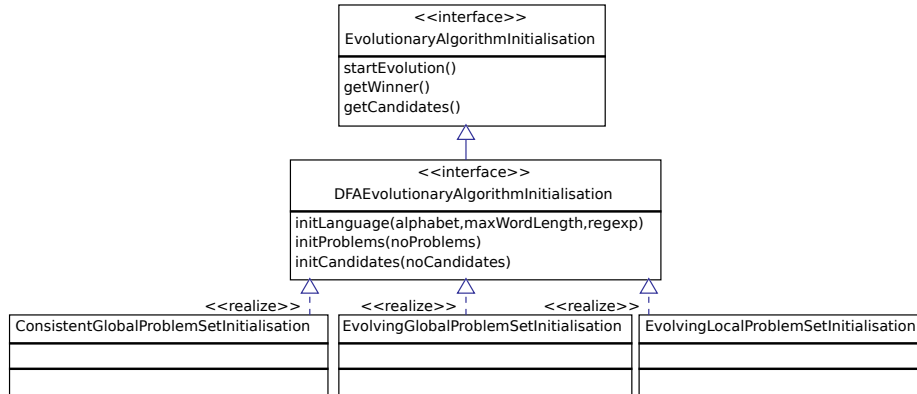 <<interface>>
EvolutionaryAlgorithmInitialisation
startEvolution()
getWinner()
getCandidates()
<<interface>>
DFAEvolutionaryAlgorithmInitialisation
initLanguage(alphabet,maxWordLength,regexp)
initProblems(noProblems)
initCandidates(noCandidates)
<<realize>> <<realize>> <<realize>>
ConsistentGlobalProblemSetInitialisation EvolvingGlobalProblemSetInitialisation EvolvingLocalProblemSetInitialisation